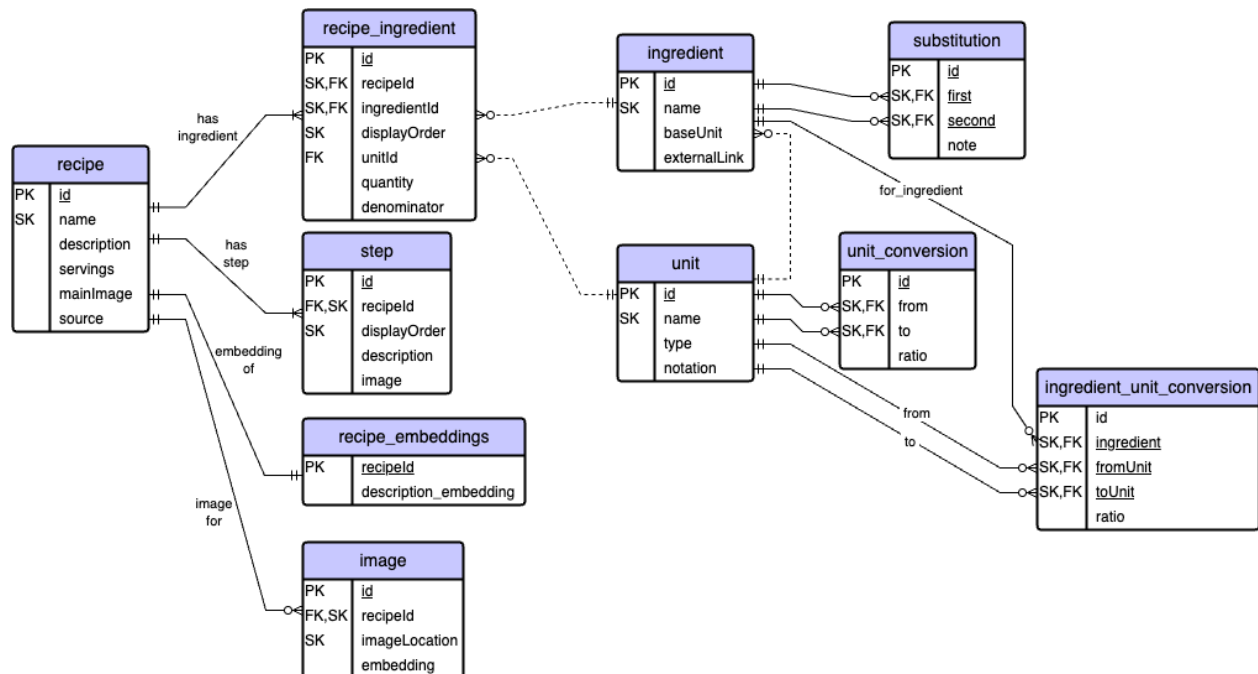 recipe
PK id
SK name
description
servings
mainImage
source
has
ingredient
has
step
embedding
of
image
for
recipe_ingredient
PK id
SK,FK recipeId
SK,FK ingredientId
SK displayOrder
FK unitId
quantity
denominator
step
PK id
FK,SK recipeId
SK displayOrder
description
image
recipe_embeddings
PK recipeId
description_embedding
image
PK id
FK,SK recipeId
SK imageLocation
embedding
ingredient
PK id
SK name
baseUnit
externalLink
unit
PK id
SK name
type
notation
substitution
PK id
SK,FK first
SK,FK second
note
for_ingredient
unit_conversion
PK id
SK,FK from
SK,FK to
ratio
from
to
ingredient_unit_conversion
PK id
SK,FK ingredient
SK,FK fromUnit
SK,FK toUnit
ratio